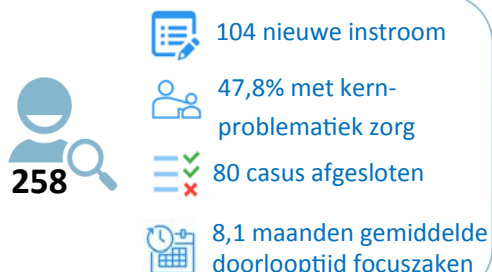 104 nieuwe instroom
47,8% met kern-
problematiek zorg
258
80 casus afgesloten
8,1 maanden gemiddelde
doorlooptijd focuszaken